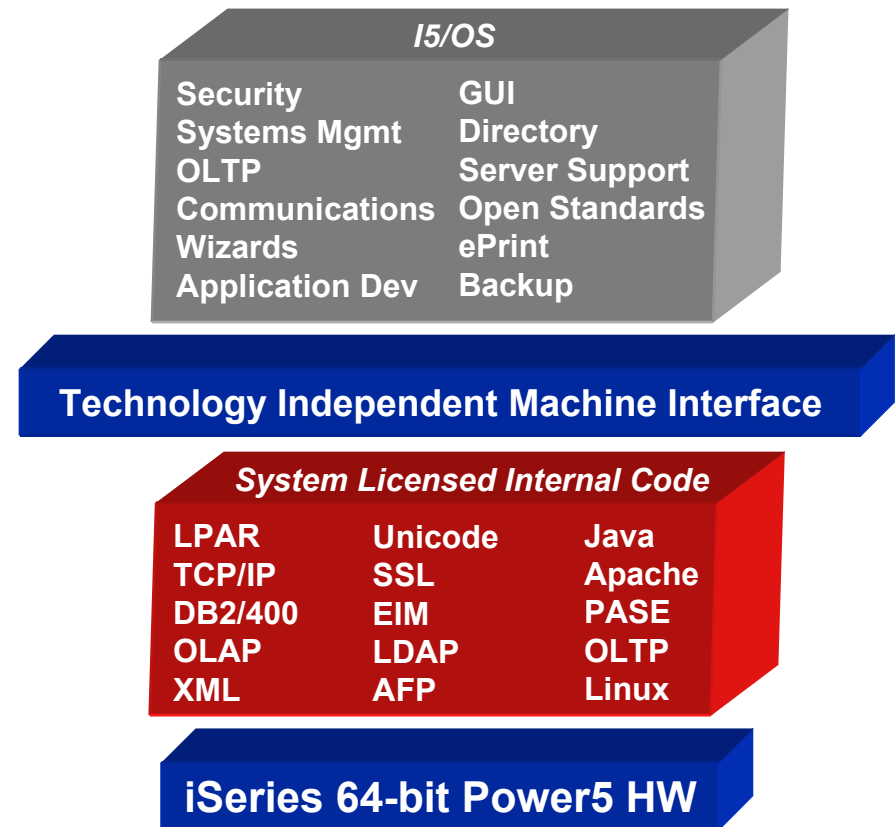 I5/OS
Security
Systems Mgmt
OLTP
Communications
Wizards
Application Dev
GUI
Directory
Server Support
Open Standards
ePrint
Backup
Technology Independent Machine Interface
System Licensed Internal Code
LPAR
TCP/IP
DB2/400
OLAP
XML
Unicode
SSL
EIM
LDAP
AFP
Java
Apache
PASE
OLTP
Linux
iSeries 64-bit Power5 HW